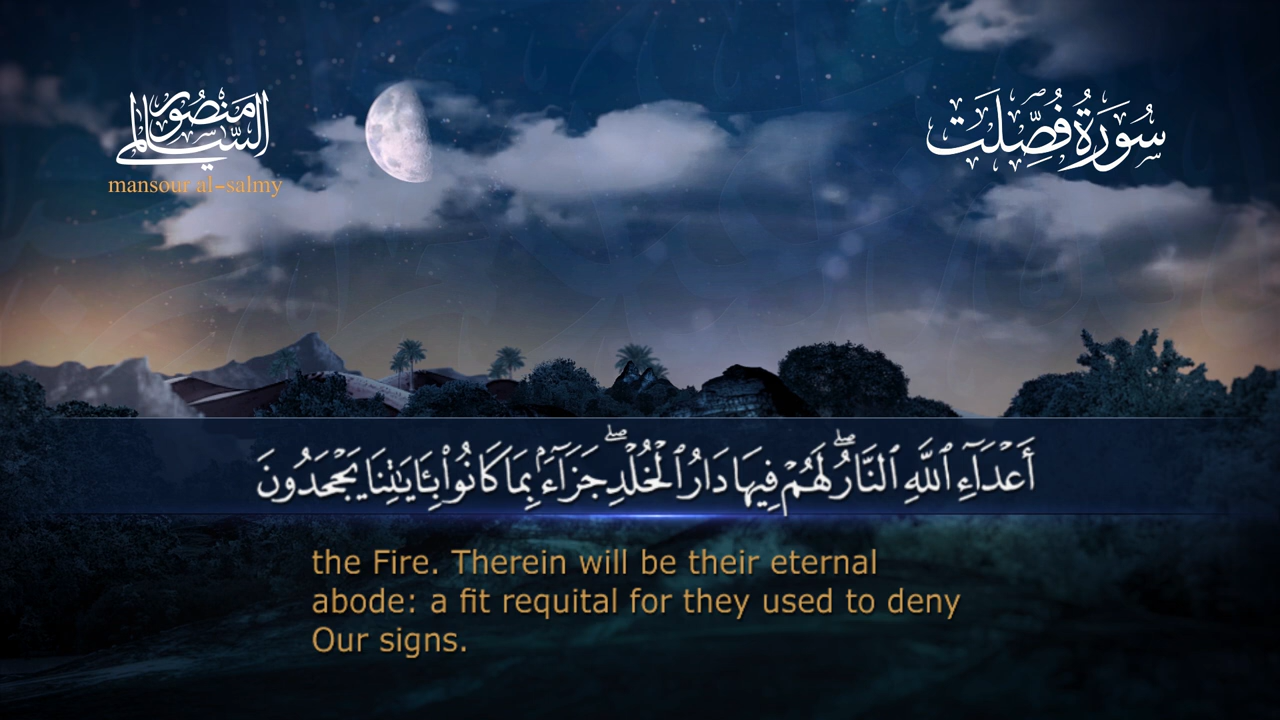 منصور السالمي
mansour al-salmy
سُورَةُ فُصِّلَت
أَعْدَآءِ ٱللَّهِ ٱلنَّارُ ۖ لَهُمْ فِيهَا دَارُ ٱلْخُلْدِ ۖ جَزَآءًۢ بِمَا كَانُوا۟ بِـَٔايَـٰتِنَا يَجْحَدُونَ
the Fire. Therein will be their eternal
abode: a fit requital for they used to deny
Our signs.